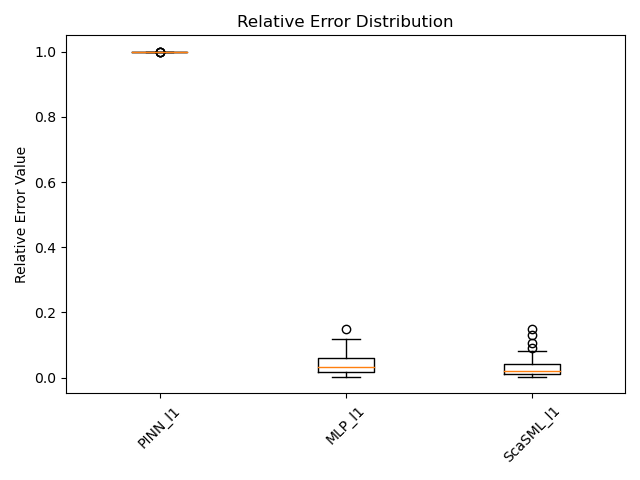 Relative Error Distribution
Relative Error Value
1.0
0.8
0.6
0.4
0.2
0.0
PINN_l1
MLP_l1
ScaSML_l1